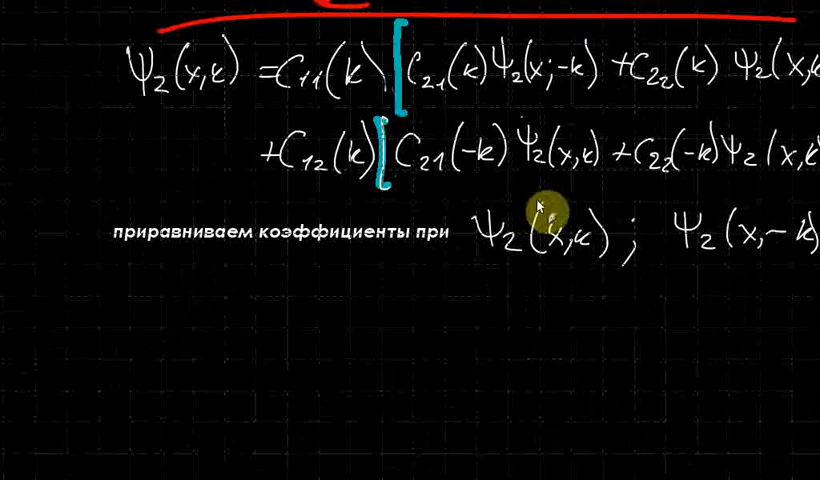 Ψ₂(x,k) = C₁₁(k) [C₂₁(k)Ψ₂(x;-k) + C₂₂(k) Ψ₂(x,k
+C₁₂(k) [C₂₁(-k) Ψ₂(x,k) + C₂₂(-k)Ψ₂(x,k
приравниваем коэффициенты при Ψ₂(x,k) ; Ψ₂(x,-k)